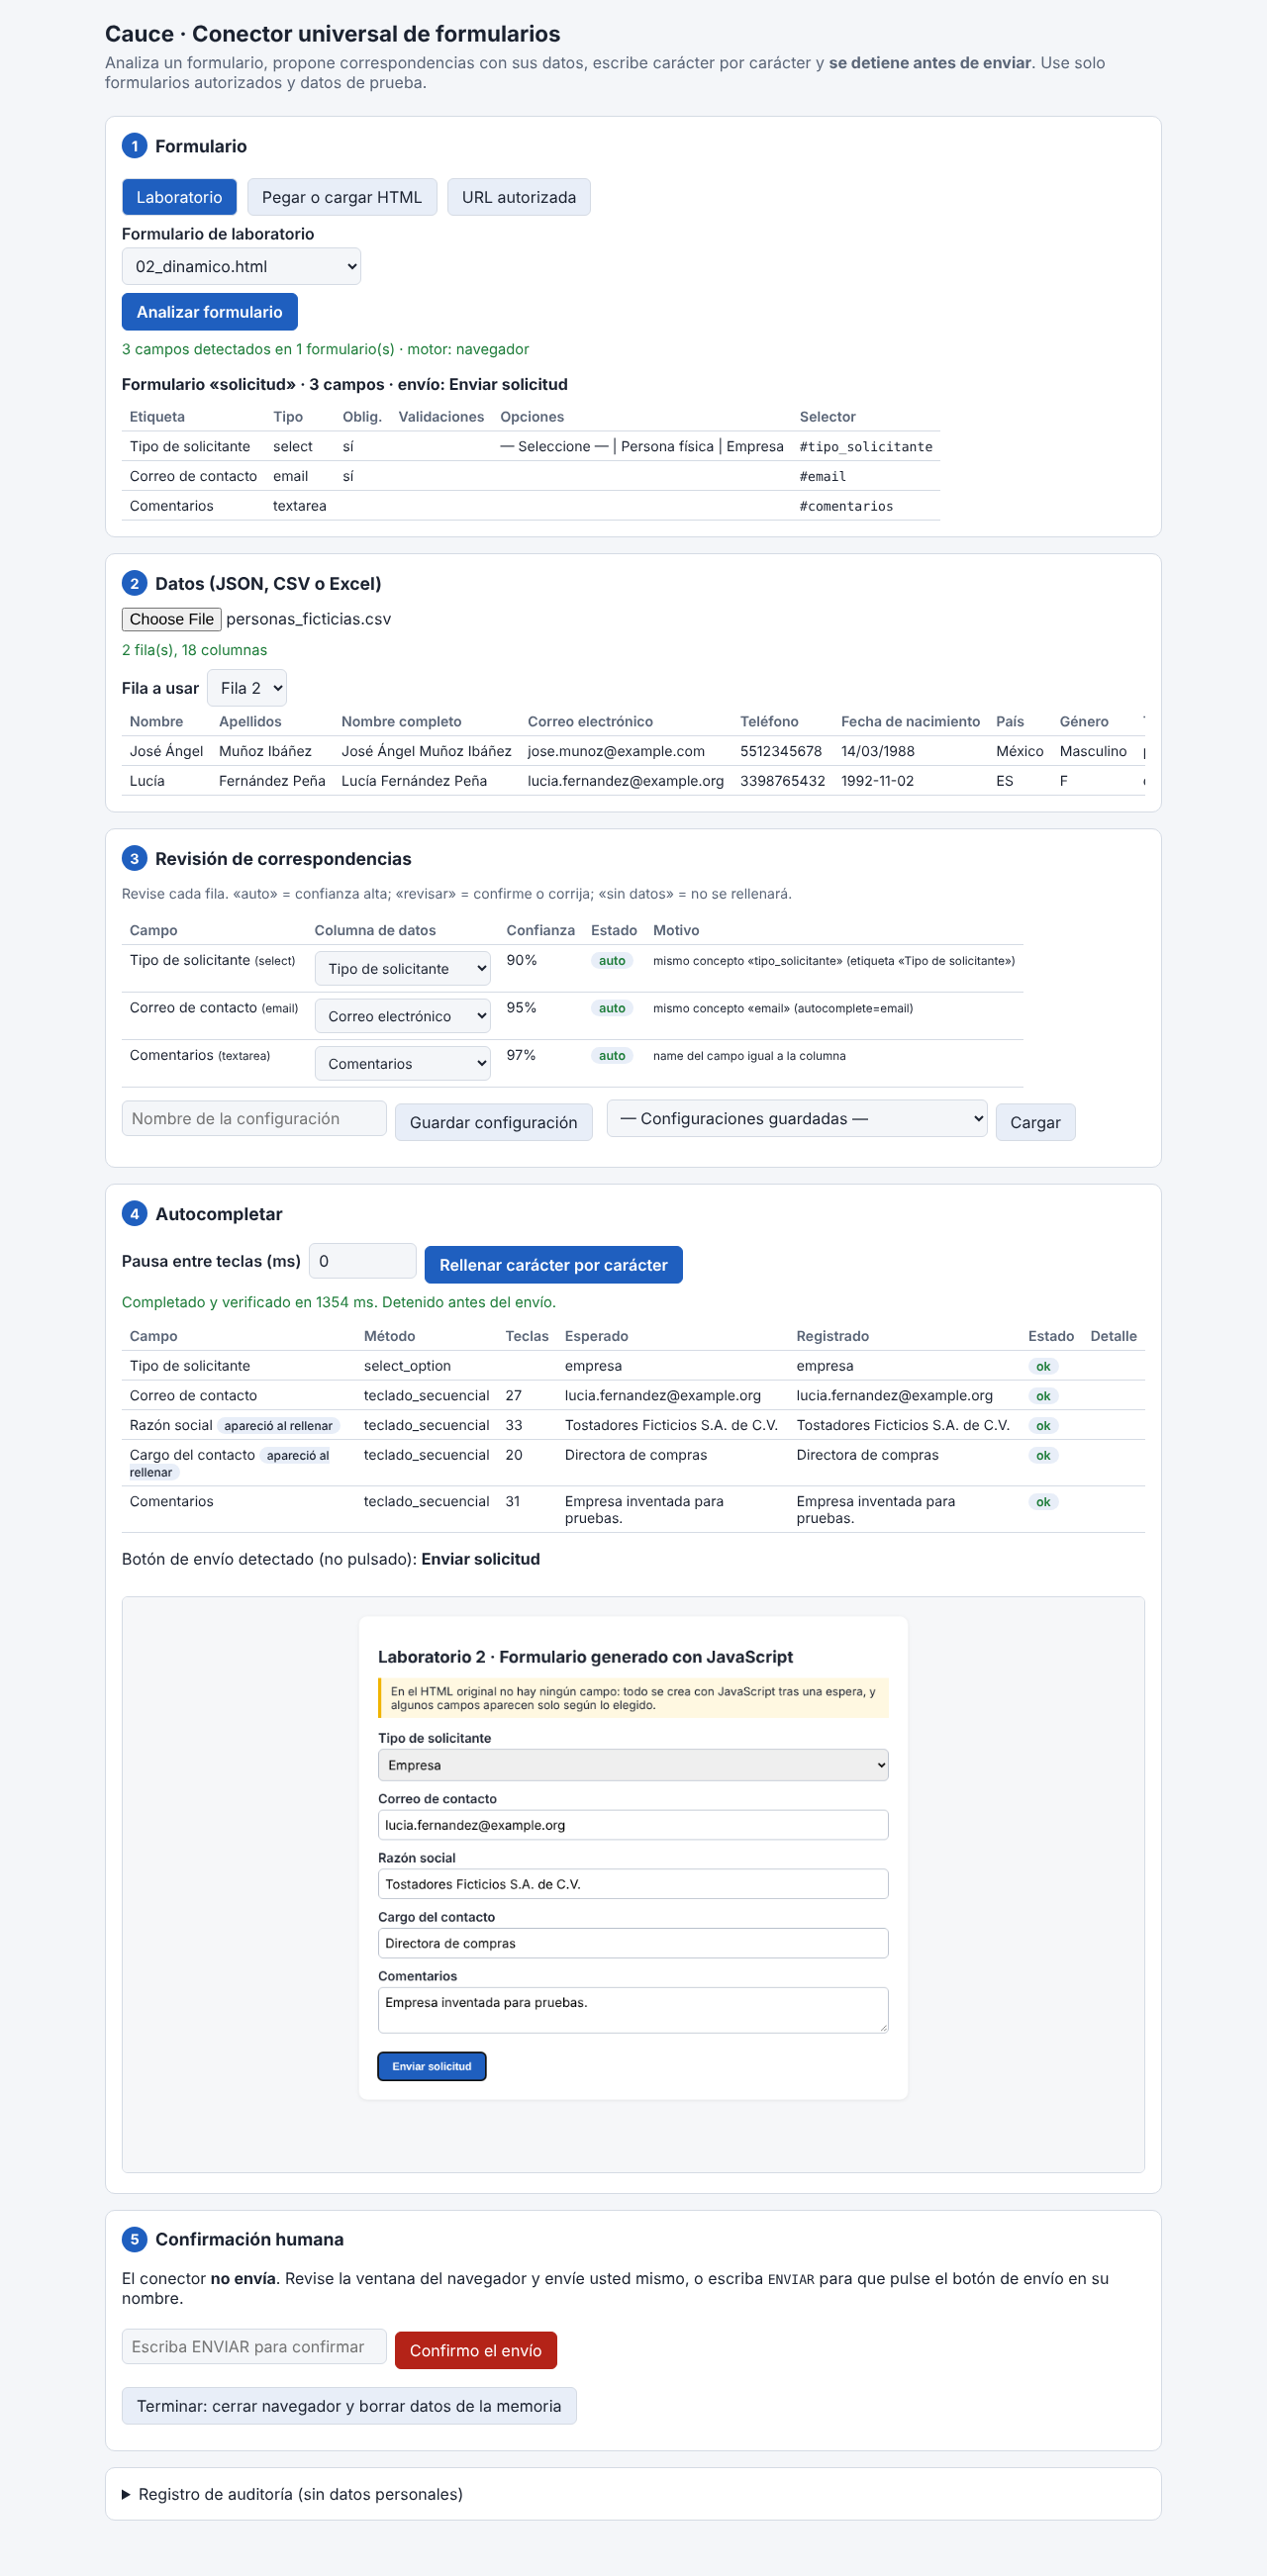 Cauce · Conector universal de formularios
Analiza un formulario, propone correspondencias con sus datos, escribe carácter por carácter y se detiene antes de enviar. Use solo
formularios autorizados y datos de prueba.
1 Formulario
Laboratorio Pegar o cargar HTML URL autorizada
Formulario de laboratorio
02_dinamico.html
Analizar formulario
3 campos detectados en 1 formulario(s) · motor: navegador
Formulario «solicitud» · 3 campos · envío: Enviar solicitud
Etiqueta Tipo Oblig. Validaciones Opciones Selector
Tipo de solicitante select sí — Seleccione — | Persona física | Empresa #tipo_solicitante
Correo de contacto email sí #email
Comentarios textarea #comentarios
2 Datos (JSON, CSV o Excel)
Choose File personas_ficticias.csv
2 fila(s), 18 columnas
Fila a usar Fila 2
Nombre Apellidos Nombre completo Correo electrónico Teléfono Fecha de nacimiento País Género
José Ángel Muñoz Ibáñez José Ángel Muñoz Ibáñez jose.munoz@example.com 5512345678 14/03/1988 México Masculino
Lucía Fernández Peña Lucía Fernández Peña lucia.fernandez@example.org 3398765432 1992-11-02 ES F
3 Revisión de correspondencias
Revise cada fila. «auto» = confianza alta; «revisar» = confirme o corrija; «sin datos» = no se rellenará.
Campo Columna de datos Confianza Estado Motivo
Tipo de solicitante (select) Tipo de solicitante 90% auto mismo concepto «tipo_solicitante» (etiqueta «Tipo de solicitante»)
Correo de contacto (email) Correo electrónico 95% auto mismo concepto «email» (autocomplete=email)
Comentarios (textarea) Comentarios 97% auto name del campo igual a la columna
Nombre de la configuración Guardar configuración — Configuraciones guardadas — Cargar
4 Autocompletar
Pausa entre teclas (ms) 0 Rellenar carácter por carácter
Completado y verificado en 1354 ms. Detenido antes del envío.
Campo Método Teclas Esperado Registrado Estado Detalle
Tipo de solicitante select_option empresa empresa ok
Correo de contacto teclado_secuencial 27 lucia.fernandez@example.org lucia.fernandez@example.org ok
Razón social apareció al rellenar teclado_secuencial 33 Tostadores Ficticios S.A. de C.V. Tostadores Ficticios S.A. de C.V. ok
Cargo del contacto apareció al rellenar teclado_secuencial 20 Directora de compras Directora de compras ok
Comentarios teclado_secuencial 31 Empresa inventada para pruebas. Empresa inventada para pruebas. ok
Botón de envío detectado (no pulsado): Enviar solicitud
Laboratorio 2 · Formulario generado con JavaScript
En el HTML original no hay ningún campo: todo se crea con JavaScript tras una espera, y
algunos campos aparecen solo según lo elegido.
Tipo de solicitante
Empresa
Correo de contacto
lucia.fernandez@example.org
Razón social
Tostadores Ficticios S.A. de C.V.
Cargo del contacto
Directora de compras
Comentarios
Empresa inventada para pruebas.
Enviar solicitud
5 Confirmación humana
El conector no envía. Revise la ventana del navegador y envíe usted mismo, o escriba ENVIAR para que pulse el botón de envío en su
nombre.
Escriba ENVIAR para confirmar Confirmo el envío
Terminar: cerrar navegador y borrar datos de la memoria
Registro de auditoría (sin datos personales)